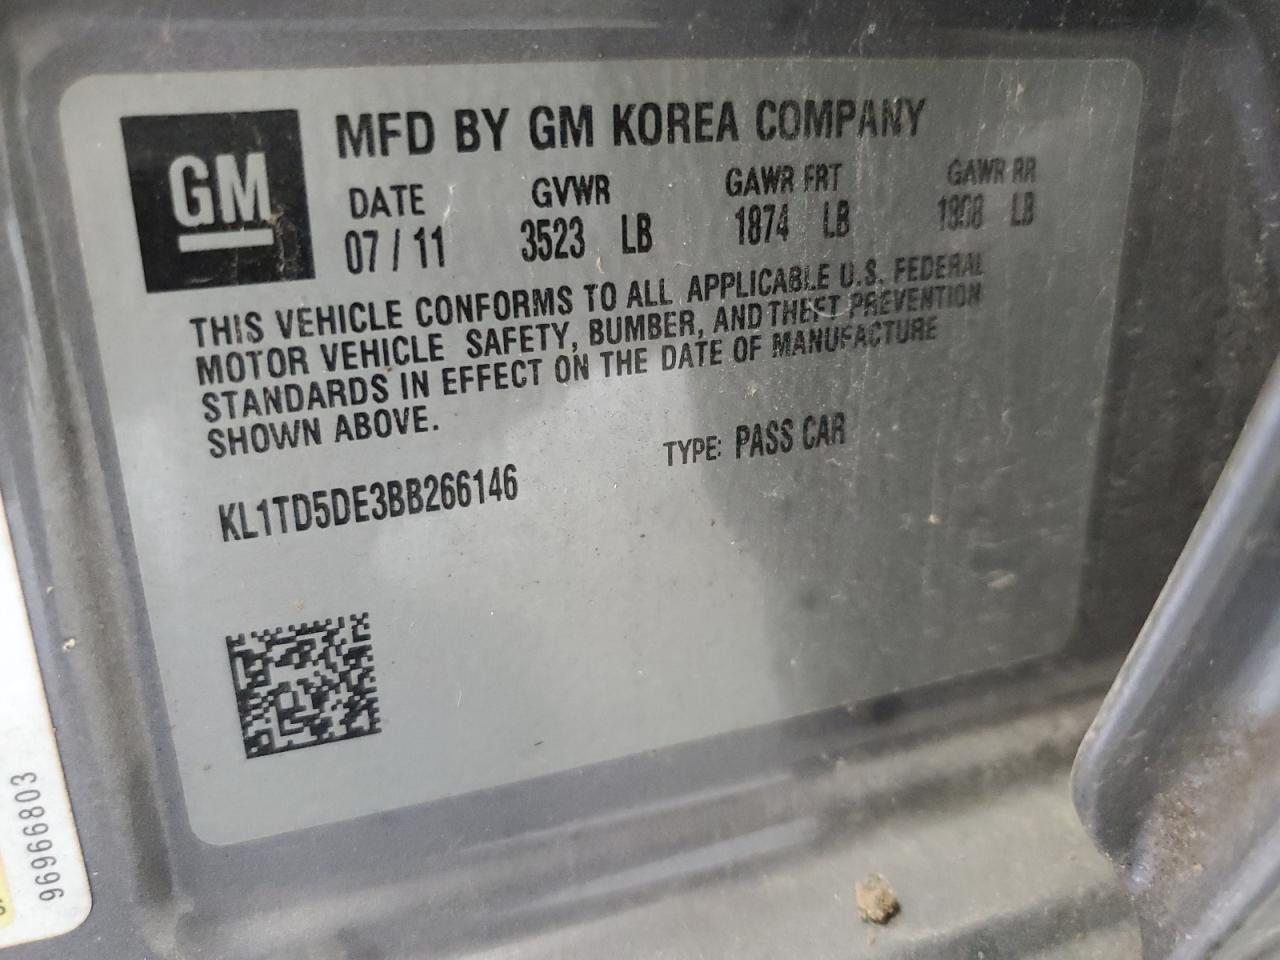 GM
MFD BY GM KOREA COMPANY
DATE GVWR GAWR FRT GAWR RR
07/11 3523 LB 1874 LB LB
THIS VEHICLE CONFORMS TO ALL APPLICABLE U.S. FEDERAL
MOTOR VEHICLE SAFETY, BUMBER, AND THEFT PREVENTION
STANDARDS IN EFFECT ON THE DATE OF MANUFACTURE
SHOWN ABOVE.
TYPE: PASS CAR
KL1TD5DE3BB266146
96966803